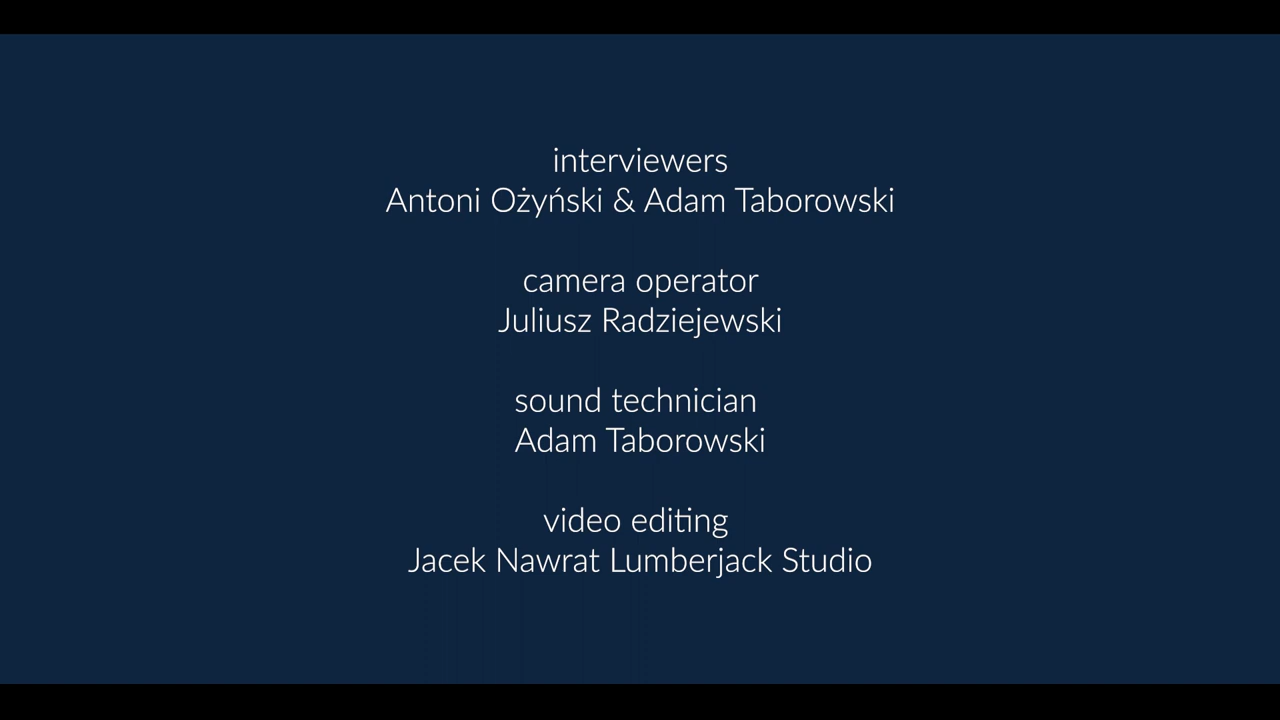 interviewers
Antoni Ożyński & Adam Taborowski
camera operator
Juliusz Radziejewski
sound technician
Adam Taborowski
video editing
Jacek Nawrat Lumberjack Studio